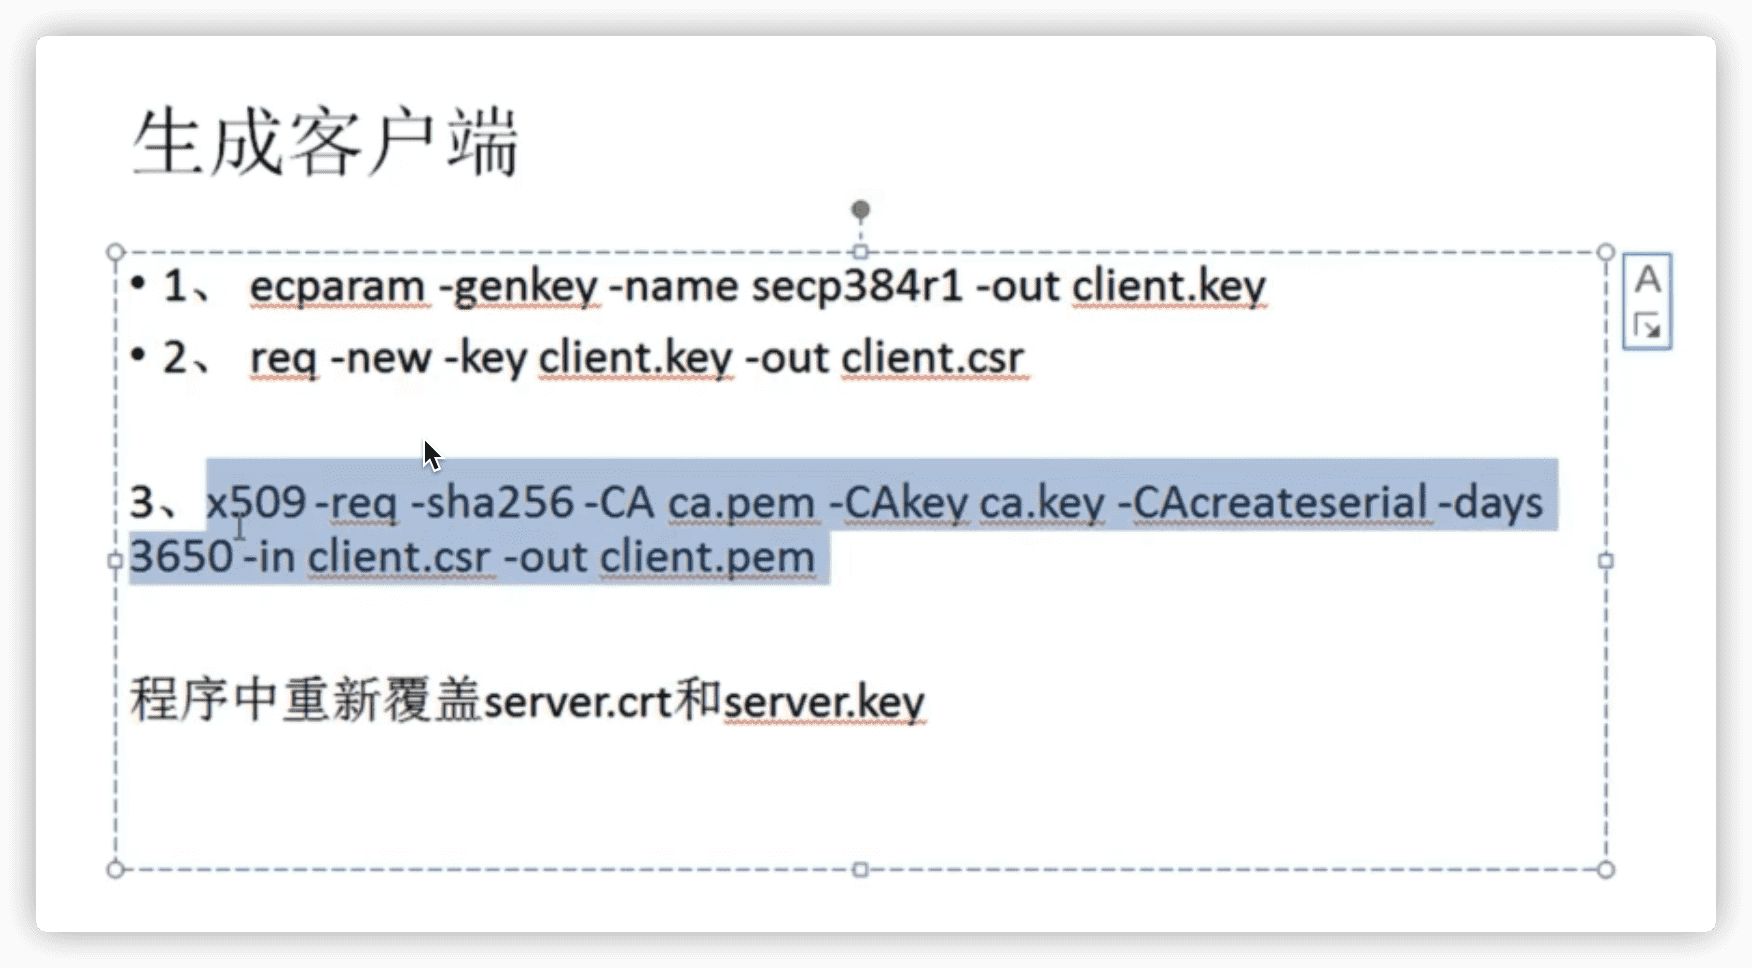 生成客户端
• 1、 ecparam -genkey -name secp384r1 -out client.key
• 2、 req -new -key client.key -out client.csr
3、x509 -req -sha256 -CA ca.pem -CAkey ca.key -CAcreateserial -days
3650 -in client.csr -out client.pem
程序中重新覆盖server.crt和server.key
A